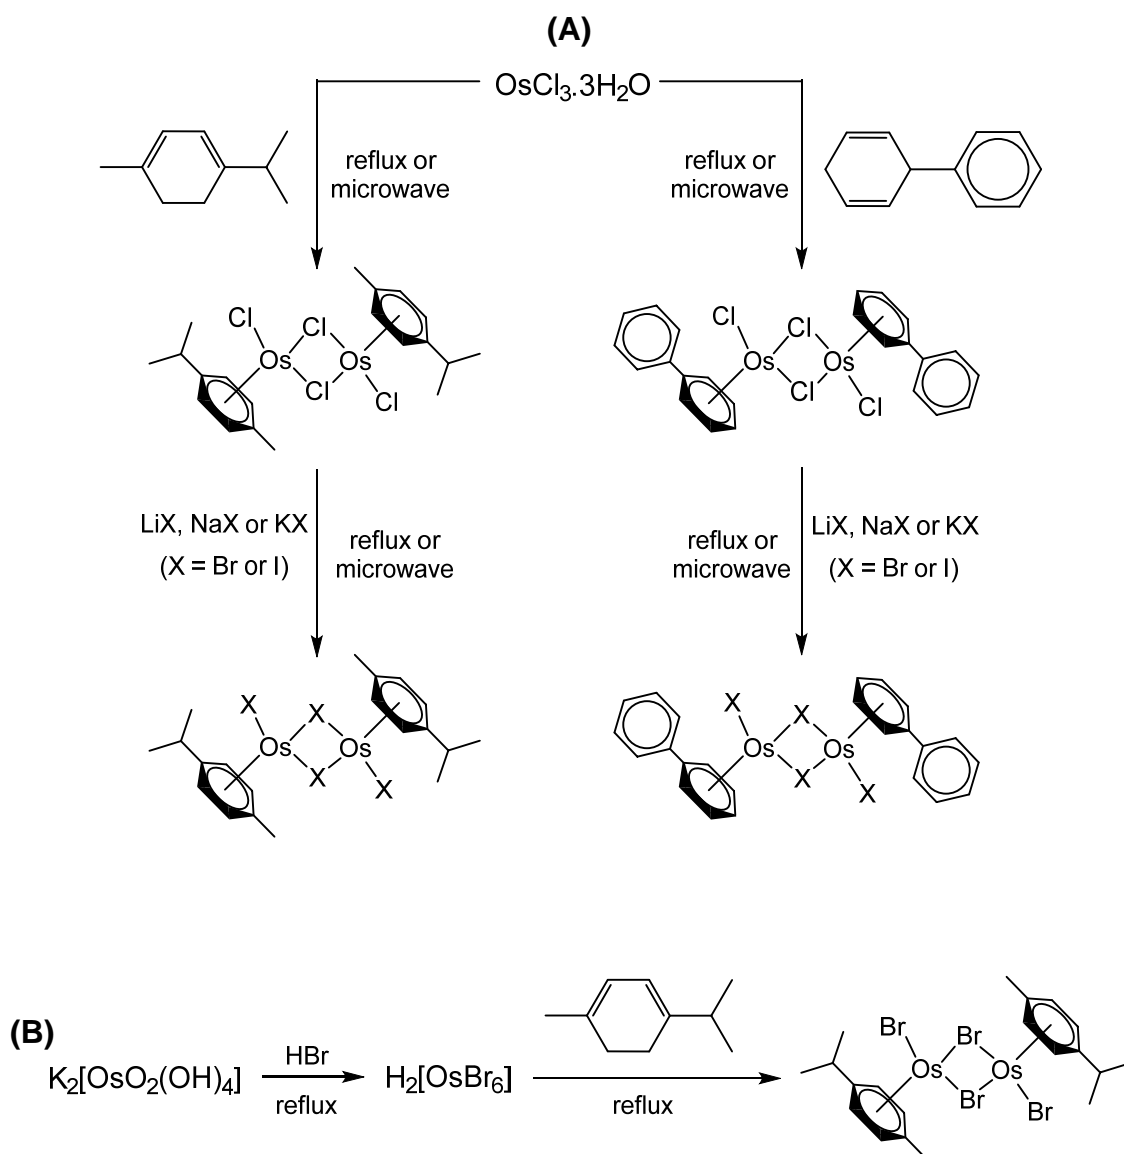 (A)
OsCl₃.3H₂O
reflux or
microwave
reflux or
microwave
Cl
Cl
Os
Os
Cl
Cl
Cl
Cl
Os
Os
Cl
Cl
LiX, NaX or KX
(X = Br or I)
reflux or
microwave
reflux or
microwave
LiX, NaX or KX
(X = Br or I)
X
X
Os
Os
X
X
X
X
Os
Os
X
X
(B)
K₂[OsO₂(OH)₄]
HBr
reflux
H₂[OsBr₆]
reflux
Br
Br
Os
Os
Br
Br